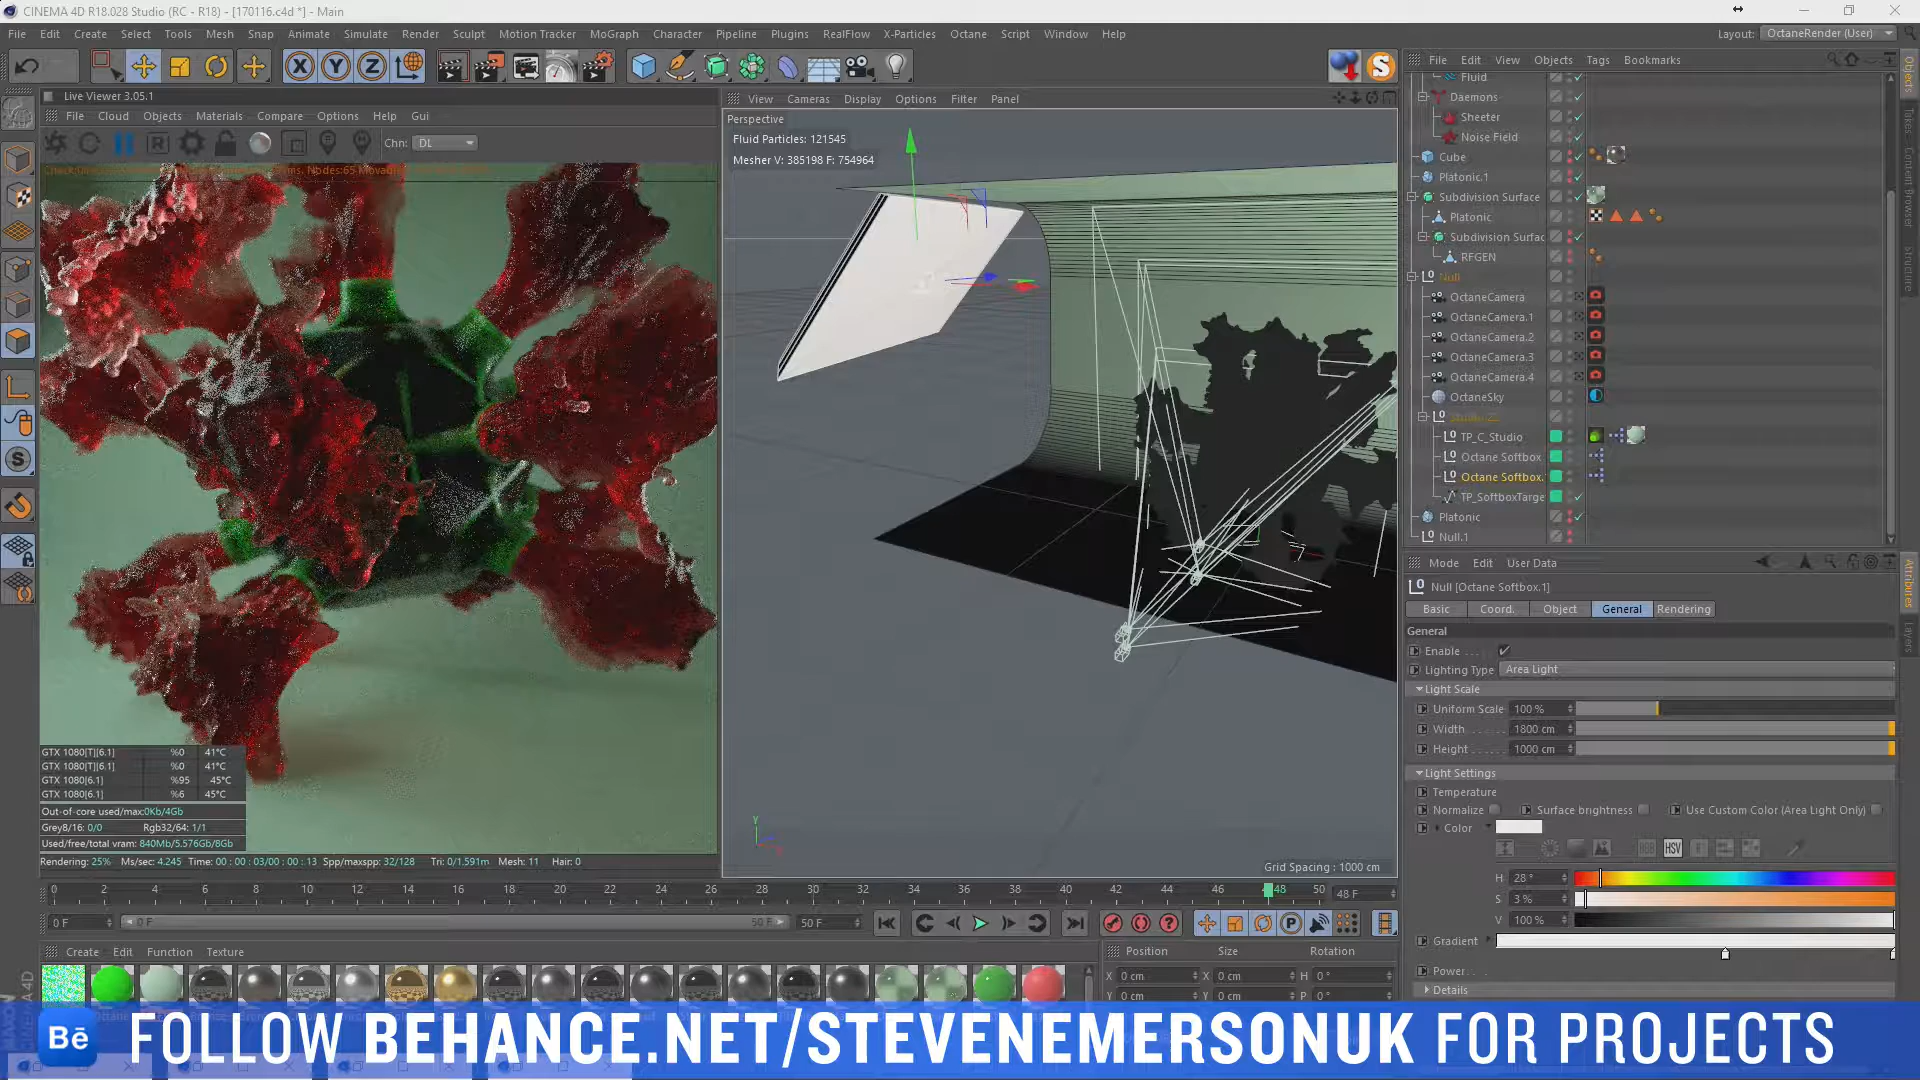 CINEMA 4D R18.028 Studio (RC - R18) - [170116.c4d *] - Main
File Edit Create Select Tools Mesh Snap Animate Simulate Render Sculpt Motion Tracker MoGraph Character Pipeline Plugins RealFlow X-Particles Octane Script Window Help
Layout: OctaneRender (User)
Live Viewer 3.05.1
File Cloud Objects Materials Compare Options Help Gui
Chn: DL
GTX 1080[T][6.1] %0 41°C
GTX 1080[T][6.1] %0 41°C
GTX 1080[6.1] %95 45°C
GTX 1080[6.1] %6 45°C
Out-of-core used/max:0Kb/4Gb
Grey8/16: 0/0 Rgb32/64: 1/1
Used/free/total vram: 840Mb/5.576Gb/8Gb
Rendering: 25% Ms/sec: 4.245 Time: 00 : 00 : 03/00 : 00 : 13 Spp/maxspp: 32/128 Tri: 0/1.591m Mesh: 11 Hair: 0
View Cameras Display Options Filter Panel
Perspective
Fluid Particles: 121545
Mesher V: 385198 F: 754964
Y
Grid Spacing : 1000 cm
File Edit View Objects Tags Bookmarks
Fluid
Daemons
Sheeter
Noise Field
Cube
Platonic.1
Subdivision Surface
Platonic
Subdivision Surfac
RFGEN
Null
OctaneCamera
OctaneCamera.1
OctaneCamera.2
OctaneCamera.3
OctaneCamera.4
OctaneSky
TP_C_Studio
Octane Softbox
Octane Softbox.
TP_SoftboxTarge
Platonic
Null.1
Objects
Takes
Content Browser
Structure
Mode Edit User Data
Null [Octane Softbox.1]
Basic Coord. Object General Rendering
General
Enable
Lighting Type Area Light
Light Scale
Uniform Scale 100 %
Width 1800 cm
Height 1000 cm
Light Settings
Temperature
Normalize Surface brightness Use Custom Color (Area Light Only)
Color
HSV
H 28 °
S 3 %
V 100 %
Gradient
Power
Details
Attributes
Layers
0 2 4 6 8 10 12 14 16 18 20 22 24 26 28 30 32 34 36 38 40 42 44 46 48 50 48 F
0 F 0 F 50 F 50 F
Create Edit Function Texture
Position Size Rotation
X 0 cm X 0 cm H 0 °
Y 0 cm Y 0 cm P 0 °
CINEMA 4D
Bē FOLLOW BEHANCE.NET/STEVENEMERSONUK FOR PROJECTS